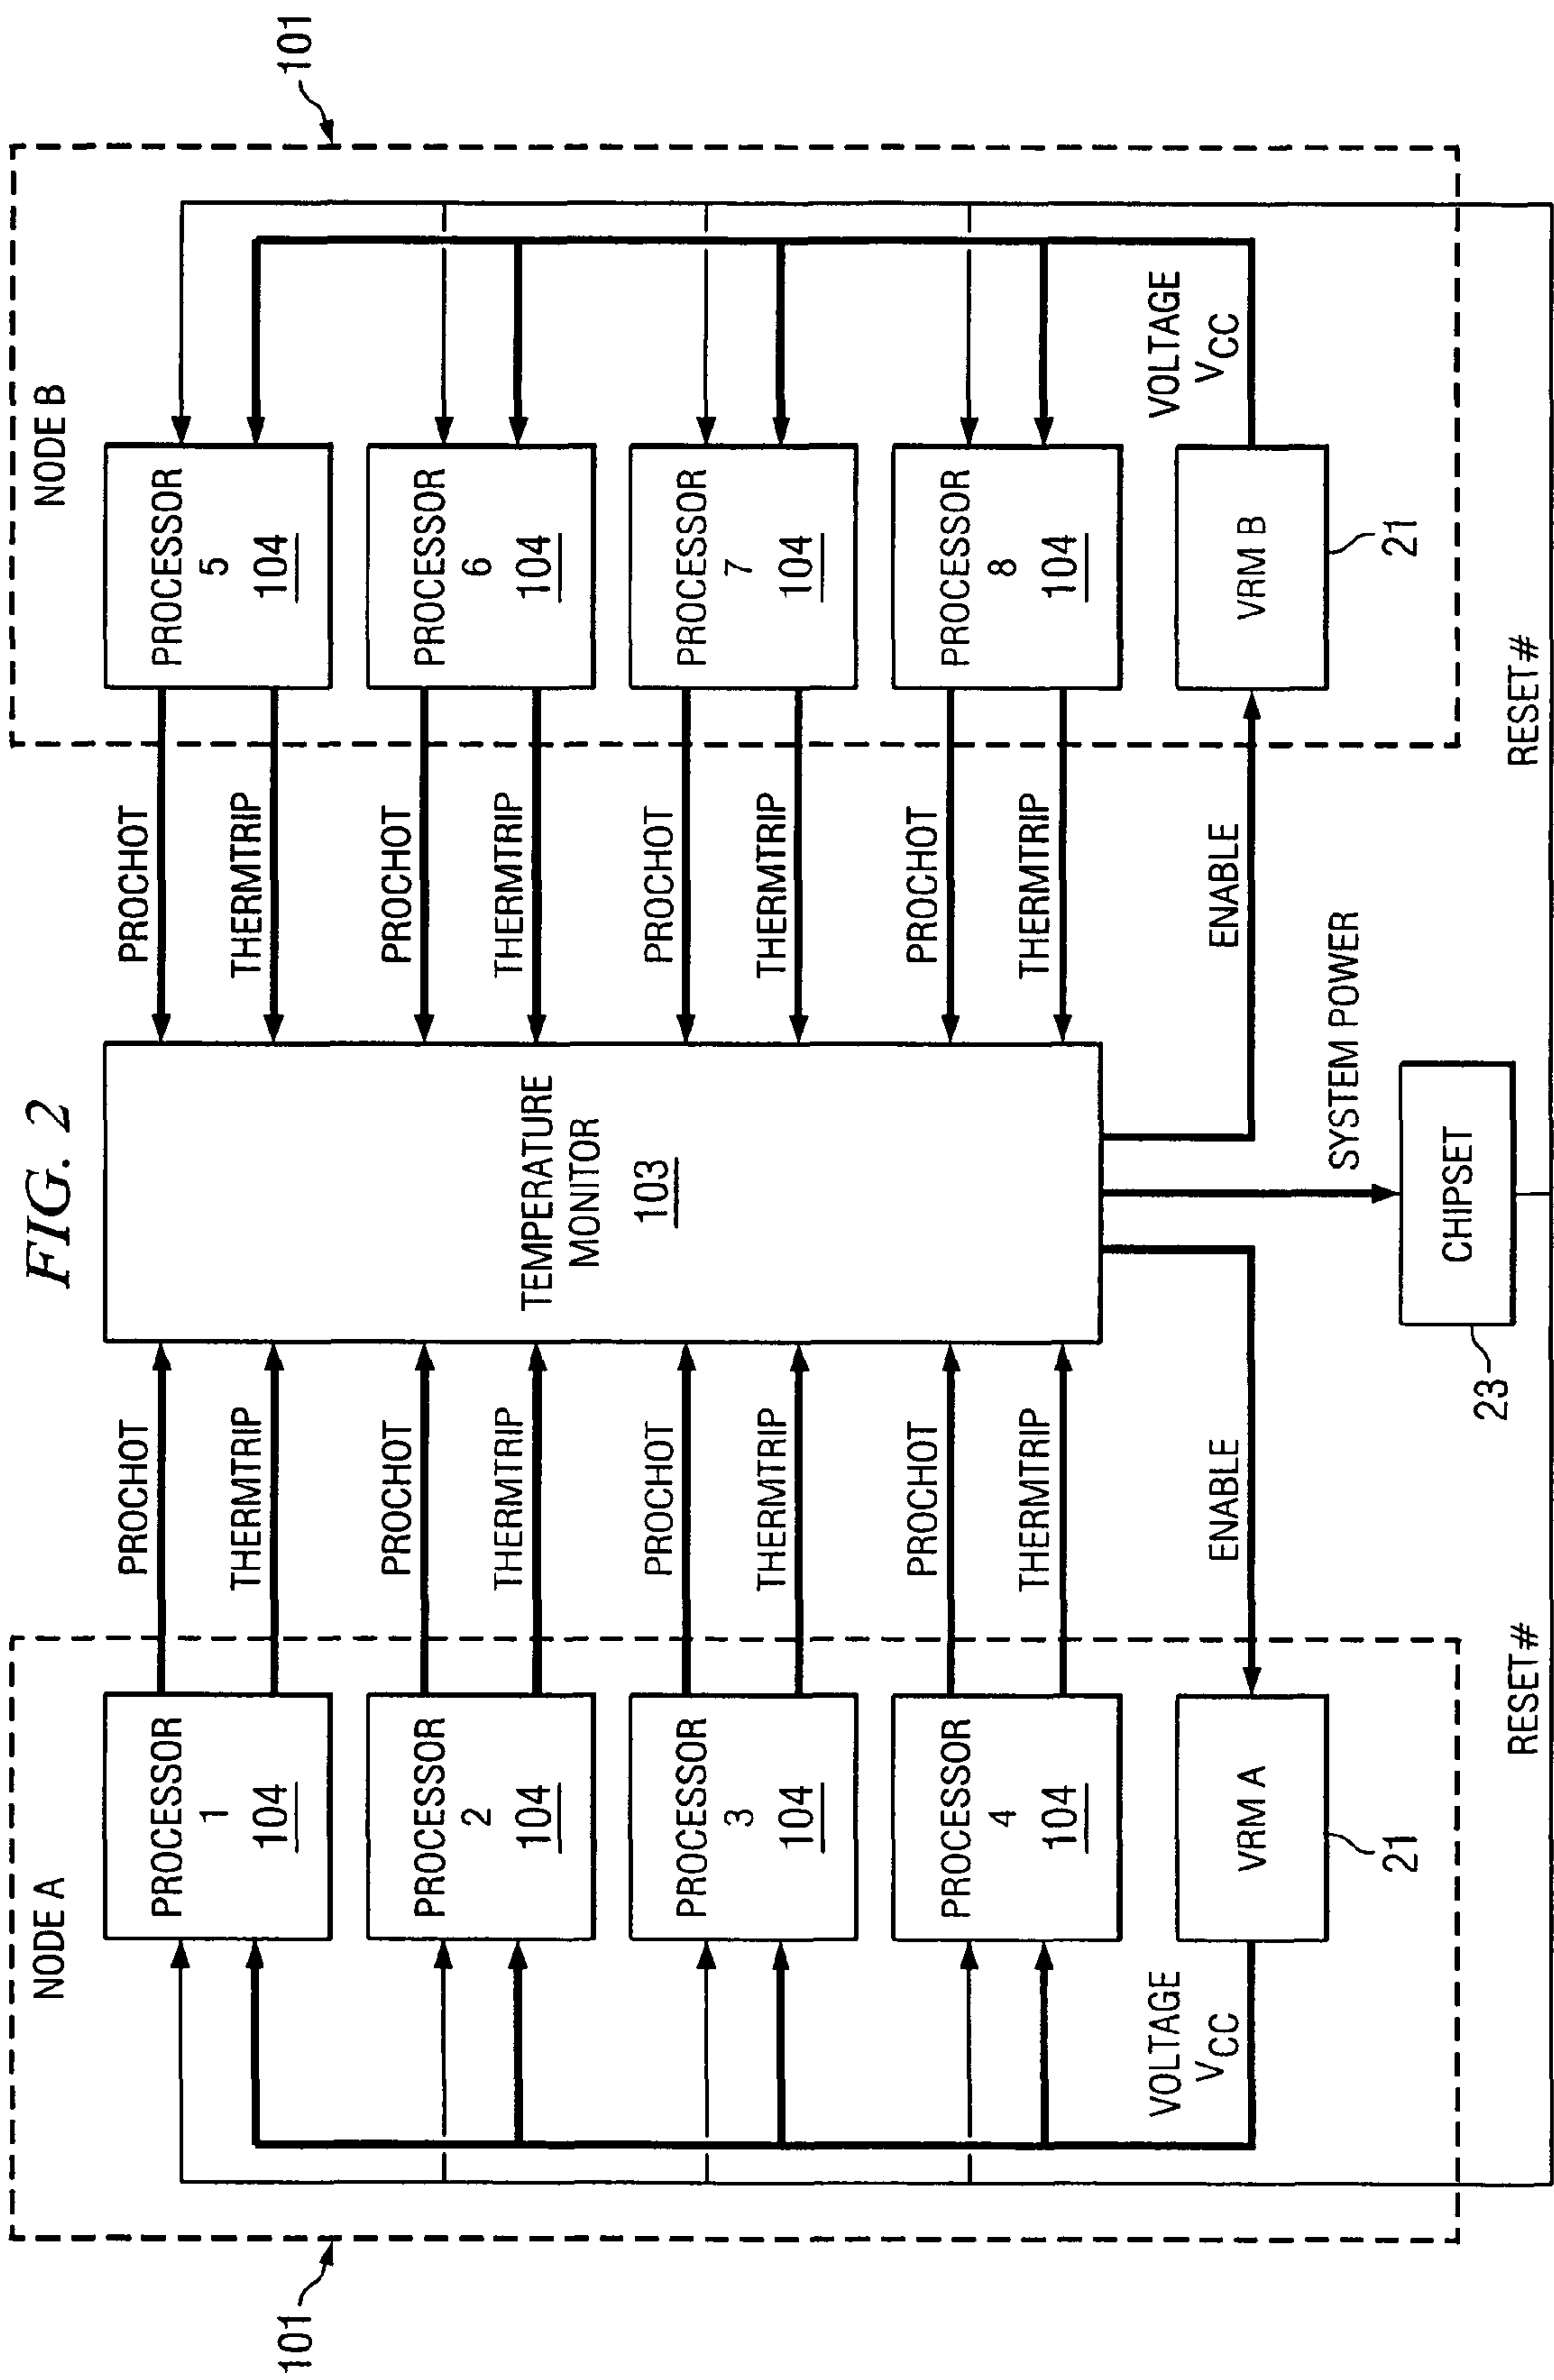 FIG. 2
101
NODE A
PROCESSOR
1
104
PROCHOT
THERMTRIP
PROCESSOR
2
104
PROCHOT
THERMTRIP
PROCESSOR
3
104
PROCHOT
THERMTRIP
PROCESSOR
4
104
PROCHOT
THERMTRIP
VOLTAGE
VCC
VRM A
21
ENABLE
RESET#
TEMPERATURE
MONITOR
103
SYSTEM POWER
CHIPSET
23
101
NODE B
PROCHOT
THERMTRIP
PROCESSOR
5
104
PROCHOT
THERMTRIP
PROCESSOR
6
104
PROCHOT
THERMTRIP
PROCESSOR
7
104
PROCHOT
THERMTRIP
PROCESSOR
8
104
ENABLE
VRM B
21
VOLTAGE
VCC
RESET#